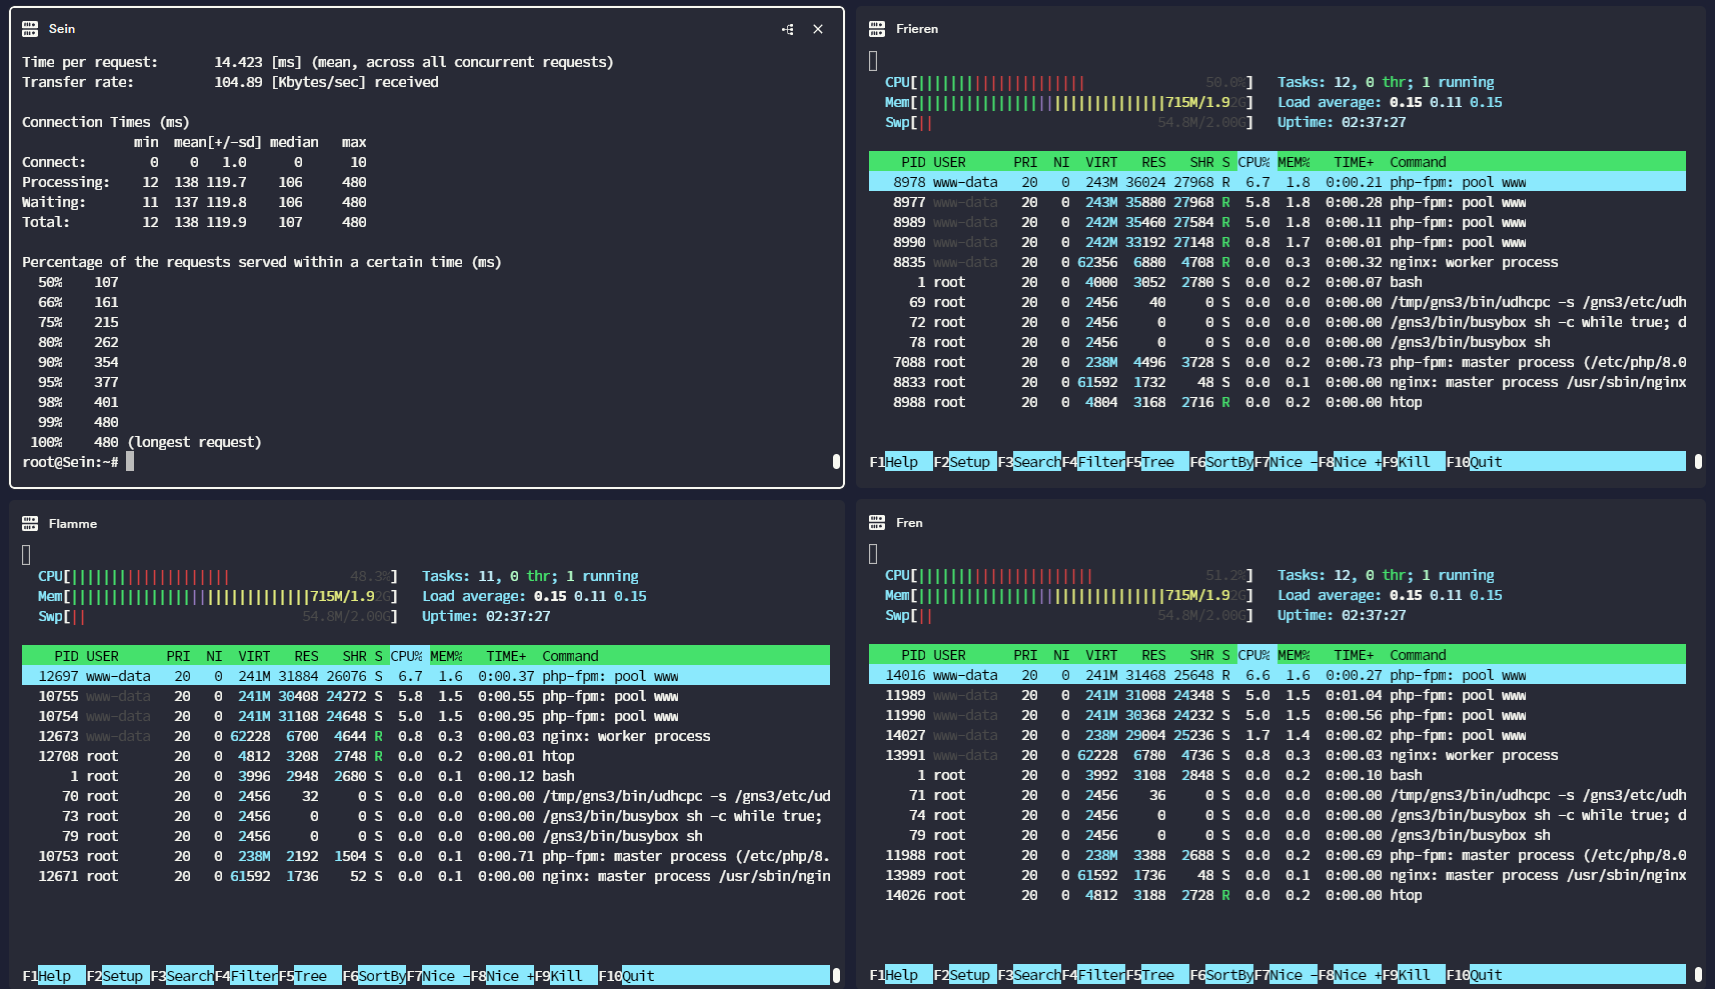 Sein
Time per request:       14.423 [ms] (mean, across all concurrent requests)
Transfer rate:          104.89 [Kbytes/sec] received
Connection Times (ms)
              min  mean[+/-sd] median   max
Connect:        0    0   1.0      0      10
Processing:    12  138 119.7    106     480
Waiting:       11  137 119.8    106     480
Total:         12  138 119.9    107     480
Percentage of the requests served within a certain time (ms)
  50%    107
  66%    161
  75%    215
  80%    262
  90%    354
  95%    377
  98%    401
  99%    480
 100%    480 (longest request)
root@Sein:~#
Frieren
CPU[||||||||||||||||||||| 50.0%]   Tasks: 12, 0 thr; 1 running
Mem[|||||||||||||||||||||||||||||||715M/1.92G]   Load average: 0.15 0.11 0.15
Swp[|| 54.8M/2.00G]   Uptime: 02:37:27
PID USER      PRI  NI  VIRT   RES   SHR S CPU% MEM%   TIME+  Command
8978 www-data   20   0  243M 36024 27968 R  6.7  1.8  0:00.21 php-fpm: pool www
8977 www-data   20   0  243M 35880 27968 R  5.8  1.8  0:00.28 php-fpm: pool www
8989 www-data   20   0  242M 35460 27584 R  5.0  1.8  0:00.11 php-fpm: pool www
8990 www-data   20   0  242M 33192 27148 R  0.8  1.7  0:00.01 php-fpm: pool www
8835 www-data   20   0 62356  6880  4708 R  0.0  0.3  0:00.32 nginx: worker process
1 root       20   0  4000  3052  2780 S  0.0  0.2  0:00.07 bash
69 root       20   0  2456    40     0 S  0.0  0.0  0:00.00 /tmp/gns3/bin/udhcpc -s /gns3/etc/udh
72 root       20   0  2456     0     0 S  0.0  0.0  0:00.00 /gns3/bin/busybox sh -c while true; d
78 root       20   0  2456     0     0 S  0.0  0.0  0:00.00 /gns3/bin/busybox sh
7088 root       20   0  238M  4496  3728 S  0.0  0.2  0:00.73 php-fpm: master process (/etc/php/8.0
8833 root       20   0 61592  1732    48 S  0.0  0.1  0:00.00 nginx: master process /usr/sbin/nginx
8988 root       20   0  4804  3168  2716 R  0.0  0.2  0:00.00 htop
F1Help  F2Setup F3SearchF4FilterF5Tree  F6SortByF7Nice -F8Nice +F9Kill  F10Quit
Flamme
CPU[|||||||||||||||||||| 48.3%]   Tasks: 11, 0 thr; 1 running
Mem[||||||||||||||||||||||||||||||715M/1.92G]   Load average: 0.15 0.11 0.15
Swp[|| 54.8M/2.00G]   Uptime: 02:37:27
PID USER      PRI  NI  VIRT   RES   SHR S CPU% MEM%   TIME+  Command
12697 www-data   20   0  241M 31884 26076 S  6.7  1.6  0:00.37 php-fpm: pool www
10755 www-data   20   0  241M 30408 24272 S  5.8  1.5  0:00.55 php-fpm: pool www
10754 www-data   20   0  241M 31108 24648 S  5.0  1.5  0:00.95 php-fpm: pool www
12673 www-data   20   0 62228  6700  4644 R  0.8  0.3  0:00.03 nginx: worker process
12708 root       20   0  4812  3208  2748 R  0.0  0.2  0:00.01 htop
1 root       20   0  3996  2948  2680 S  0.0  0.1  0:00.12 bash
70 root       20   0  2456    32     0 S  0.0  0.0  0:00.00 /tmp/gns3/bin/udhcpc -s /gns3/etc/ud
73 root       20   0  2456     0     0 S  0.0  0.0  0:00.00 /gns3/bin/busybox sh -c while true;
79 root       20   0  2456     0     0 S  0.0  0.0  0:00.00 /gns3/bin/busybox sh
10753 root       20   0  238M  2192  1504 S  0.0  0.1  0:00.71 php-fpm: master process (/etc/php/8.
12671 root       20   0 61592  1736    52 S  0.0  0.1  0:00.00 nginx: master process /usr/sbin/ngin
F1Help  F2Setup F3SearchF4FilterF5Tree  F6SortByF7Nice -F8Nice +F9Kill  F10Quit
Fren
CPU[|||||||||||||||||||||| 51.2%]   Tasks: 12, 0 thr; 1 running
Mem[|||||||||||||||||||||||||||||||715M/1.92G]   Load average: 0.15 0.11 0.15
Swp[|| 54.8M/2.00G]   Uptime: 02:37:27
PID USER      PRI  NI  VIRT   RES   SHR S CPU% MEM%   TIME+  Command
14016 www-data   20   0  241M 31468 25648 R  6.6  1.6  0:00.27 php-fpm: pool www
11989 www-data   20   0  241M 31008 24348 S  5.0  1.5  0:01.04 php-fpm: pool www
11990 www-data   20   0  241M 30368 24232 S  5.0  1.5  0:00.56 php-fpm: pool www
14027 www-data   20   0  238M 29004 25236 S  1.7  1.4  0:00.02 php-fpm: pool www
13991 www-data   20   0 62228  6780  4736 S  0.8  0.3  0:00.03 nginx: worker process
1 root       20   0  3992  3108  2848 S  0.0  0.2  0:00.10 bash
71 root       20   0  2456    36     0 S  0.0  0.0  0:00.00 /tmp/gns3/bin/udhcpc -s /gns3/etc/udh
74 root       20   0  2456     0     0 S  0.0  0.0  0:00.00 /gns3/bin/busybox sh -c while true; d
79 root       20   0  2456     0     0 S  0.0  0.0  0:00.00 /gns3/bin/busybox sh
11988 root       20   0  238M  3388  2688 S  0.0  0.2  0:00.69 php-fpm: master process (/etc/php/8.0
13989 root       20   0 61592  1736    48 S  0.0  0.1  0:00.00 nginx: master process /usr/sbin/nginx
14026 root       20   0  4812  3188  2728 R  0.0  0.2  0:00.00 htop
F1Help  F2Setup F3SearchF4FilterF5Tree  F6SortByF7Nice -F8Nice +F9Kill  F10Quit